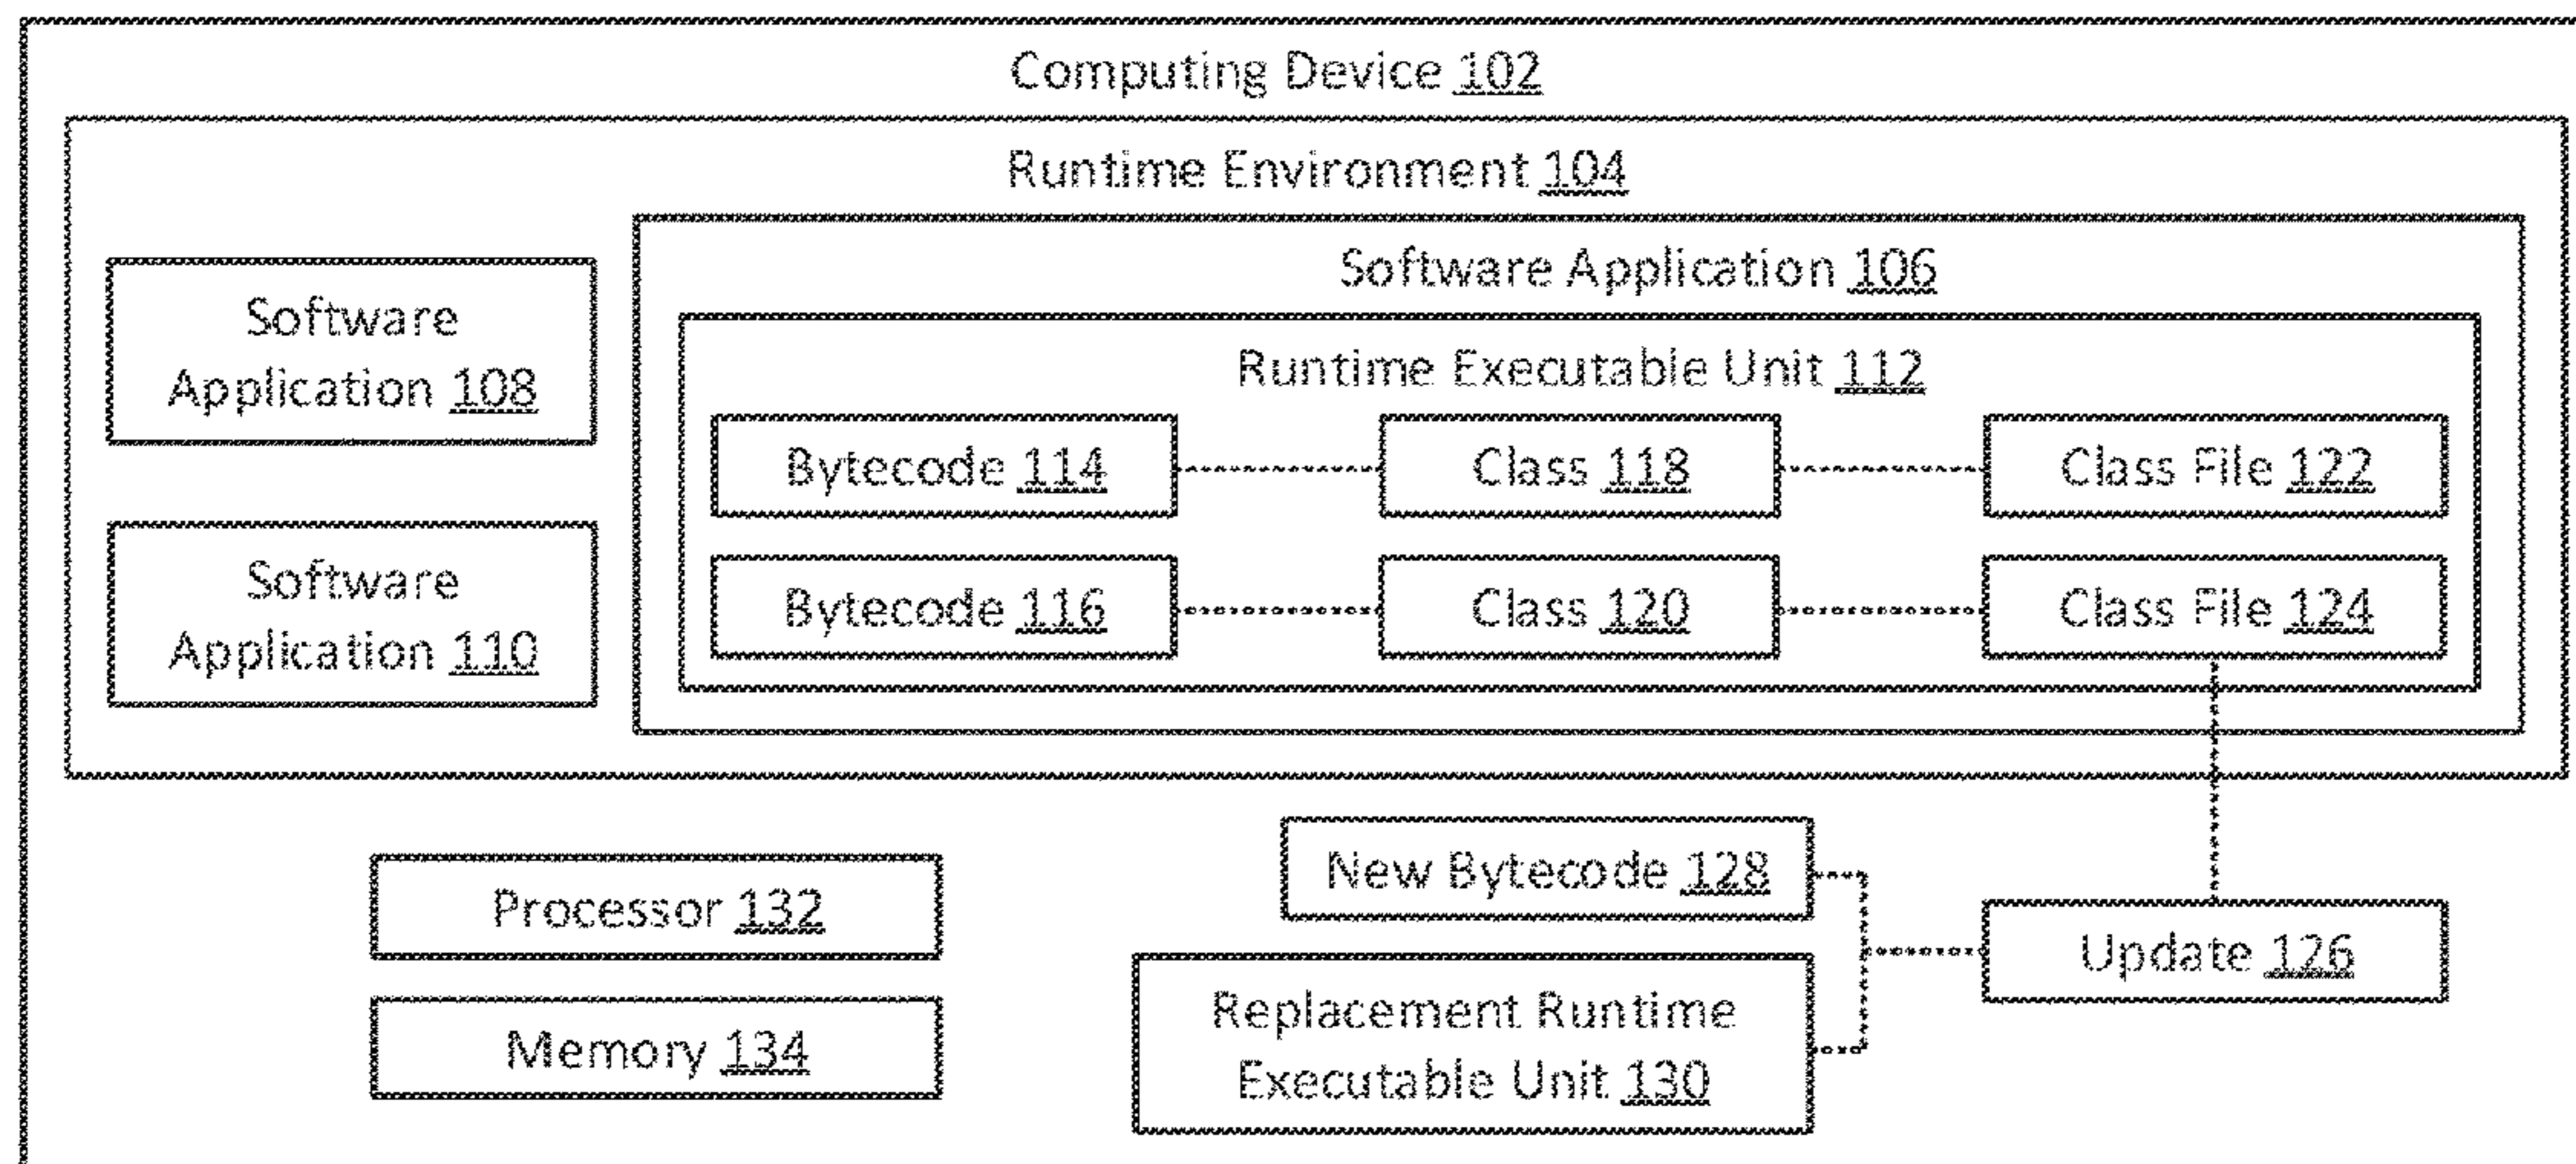 Computing Device 102
Runtime Environment 104
Software Application 106
Software
Application 108
Runtime Executable Unit 112
Bytecode 114
Class 118
Class File 122
Software
Application 110
Bytecode 116
Class 120
Class File 124
New Bytecode 128
Processor 132
Update 126
Memory 134
Replacement Runtime
Executable Unit 130